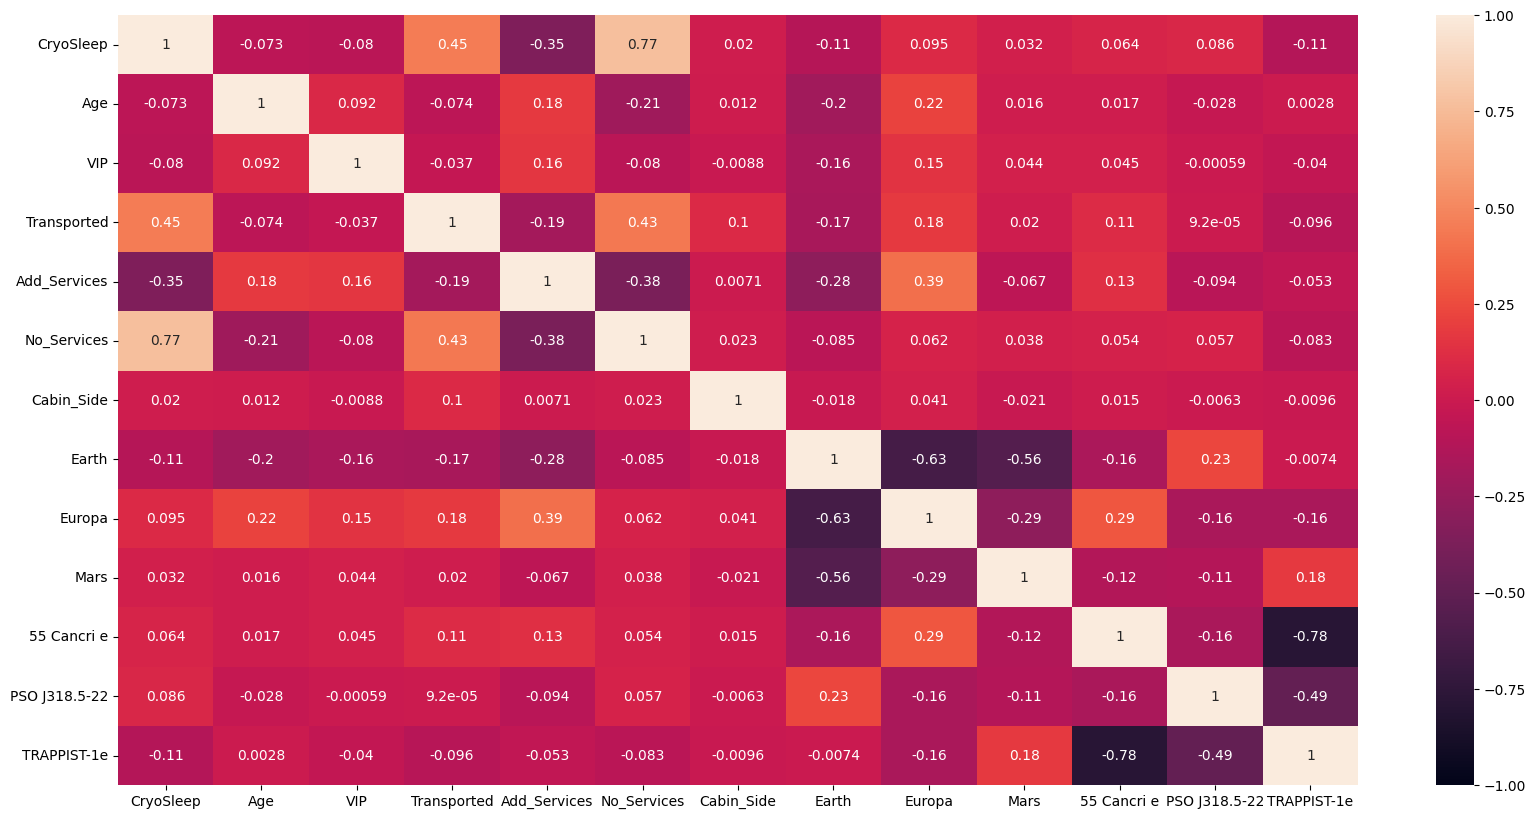 CryoSleep 1 -0.073 -0.08 0.45 -0.35 0.77 0.02 -0.11 0.095 0.032 0.064 0.086 -0.11
Age -0.073 1 0.092 -0.074 0.18 -0.21 0.012 -0.2 0.22 0.016 0.017 -0.028 0.0028
VIP -0.08 0.092 1 -0.037 0.16 -0.08 -0.0088 -0.16 0.15 0.044 0.045 -0.00059 -0.04
Transported 0.45 -0.074 -0.037 1 -0.19 0.43 0.1 -0.17 0.18 0.02 0.11 9.2e-05 -0.096
Add_Services -0.35 0.18 0.16 -0.19 1 -0.38 0.0071 -0.28 0.39 -0.067 0.13 -0.094 -0.053
No_Services 0.77 -0.21 -0.08 0.43 -0.38 1 0.023 -0.085 0.062 0.038 0.054 0.057 -0.083
Cabin_Side 0.02 0.012 -0.0088 0.1 0.0071 0.023 1 -0.018 0.041 -0.021 0.015 -0.0063 -0.0096
Earth -0.11 -0.2 -0.16 -0.17 -0.28 -0.085 -0.018 1 -0.63 -0.56 -0.16 0.23 -0.0074
Europa 0.095 0.22 0.15 0.18 0.39 0.062 0.041 -0.63 1 -0.29 0.29 -0.16 -0.16
Mars 0.032 0.016 0.044 0.02 -0.067 0.038 -0.021 -0.56 -0.29 1 -0.12 -0.11 0.18
55 Cancri e 0.064 0.017 0.045 0.11 0.13 0.054 0.015 -0.16 0.29 -0.12 1 -0.16 -0.78
PSO J318.5-22 0.086 -0.028 -0.00059 9.2e-05 -0.094 0.057 -0.0063 0.23 -0.16 -0.11 -0.16 1 -0.49
TRAPPIST-1e -0.11 0.0028 -0.04 -0.096 -0.053 -0.083 -0.0096 -0.0074 -0.16 0.18 -0.78 -0.49 1
CryoSleep Age VIP Transported Add_Services No_Services Cabin_Side Earth Europa Mars 55 Cancri e PSO J318.5-22 TRAPPIST-1e
1.00
0.75
0.50
0.25
0.00
−0.25
−0.50
−0.75
−1.00